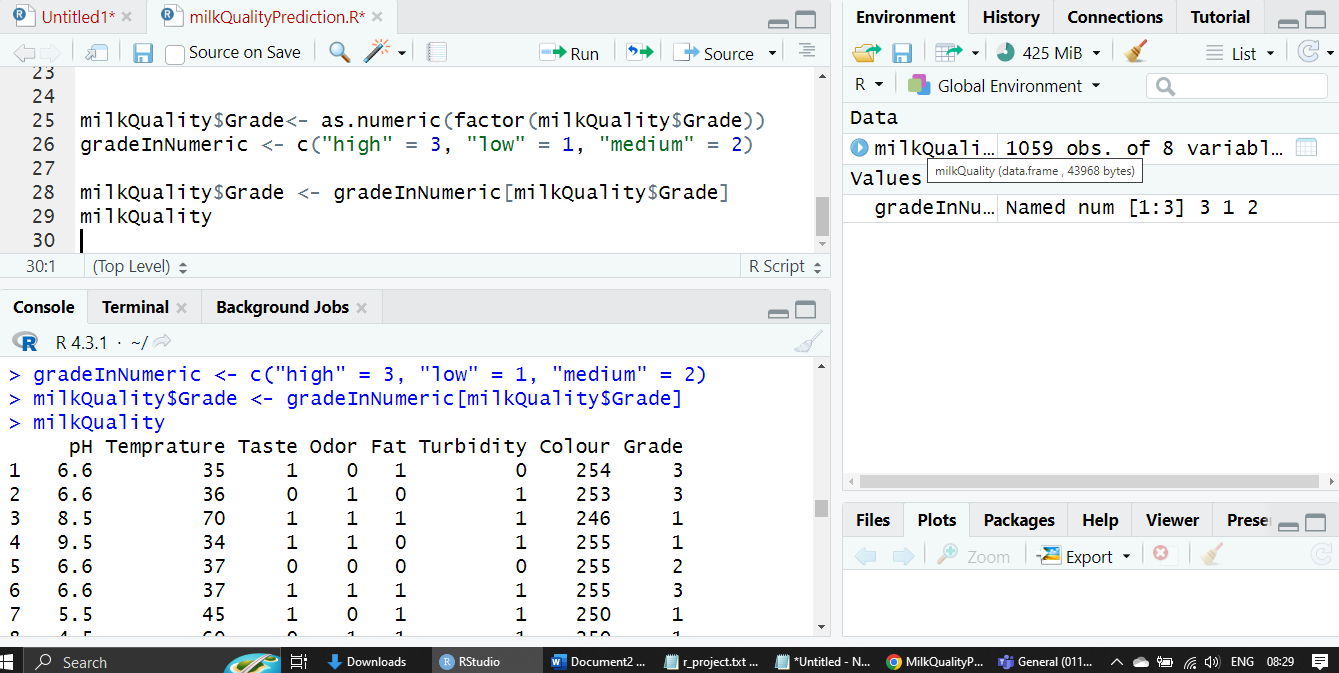 Untitled1*
milkQualityPrediction.R*
Source on Save
Run
Source
23
24
25 milkQuality$Grade<- as.numeric(factor(milkQuality$Grade))
26 gradeInNumeric <- c("high" = 3, "low" = 1, "medium" = 2)
27
28 milkQuality$Grade <- gradeInNumeric[milkQuality$Grade]
29 milkQuality
30
30:1 (Top Level) R Script
Console Terminal Background Jobs
R 4.3.1 · ~/
> gradeInNumeric <- c("high" = 3, "low" = 1, "medium" = 2)
> milkQuality$Grade <- gradeInNumeric[milkQuality$Grade]
> milkQuality
pH Temprature Taste Odor Fat Turbidity Colour Grade
1 6.6 35 1 0 1 0 254 3
2 6.6 36 0 1 0 1 253 3
3 8.5 70 1 1 1 1 246 1
4 9.5 34 1 1 0 1 255 1
5 6.6 37 0 0 0 0 255 2
6 6.6 37 1 1 1 1 255 3
7 5.5 45 1 0 1 1 250 1
Environment History Connections Tutorial
425 MiB List
R Global Environment
Data
milkQuali... 1059 obs. of 8 variabl...
milkQuality (data.frame , 43968 bytes)
Values
gradeInNu... Named num [1:3] 3 1 2
Files Plots Packages Help Viewer Prese
Zoom Export
Search Downloads RStudio Document2 ... r_project.txt ... *Untitled - N... MilkQualityP... General (011... ENG 08:29